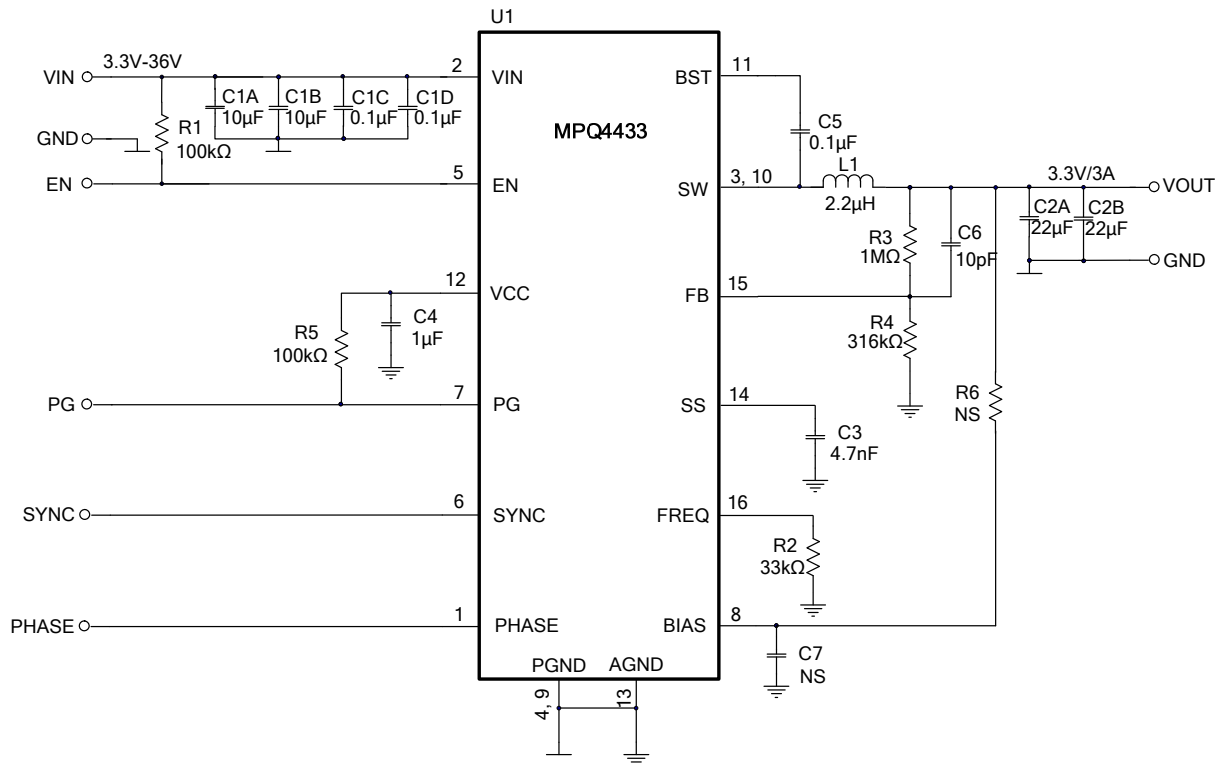 U1
MPQ4433
VIN
3.3V-36V
2
VIN
C1A
10μF
C1B
10μF
C1C
0.1μF
C1D
0.1μF
GND
R1
100kΩ
EN
5
EN
12
VCC
R5
100kΩ
C4
1μF
PG
7
PG
SYNC
6
SYNC
PHASE
1
PHASE
PGND
AGND
4, 9
13
BST
11
C5
0.1μF
SW
3, 10
L1
2.2μH
3.3V/3A
VOUT
C2A
22μF
C2B
22μF
GND
R3
1MΩ
C6
10pF
FB
15
R4
316kΩ
R6
NS
SS
14
C3
4.7nF
FREQ
16
R2
33kΩ
BIAS
8
C7
NS